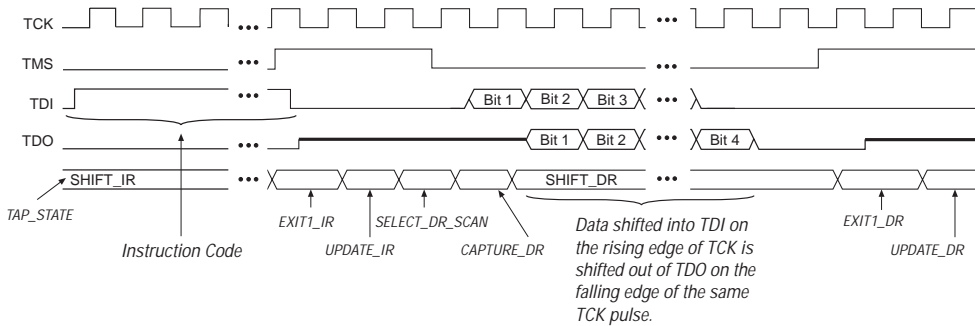 TCK
•••
•••
TMS
•••
•••
TDI
•••
Bit 1
Bit 2
Bit 3
•••
TDO
•••
Bit 1
Bit 2
•••
Bit 4
SHIFT_IR
•••
SHIFT_DR
•••
TAP_STATE
Instruction Code
EXIT1_IR
UPDATE_IR
SELECT_DR_SCAN
CAPTURE_DR
Data shifted into TDI on
the rising edge of TCK is
shifted out of TDO on the
falling edge of the same
TCK pulse.
EXIT1_DR
UPDATE_DR